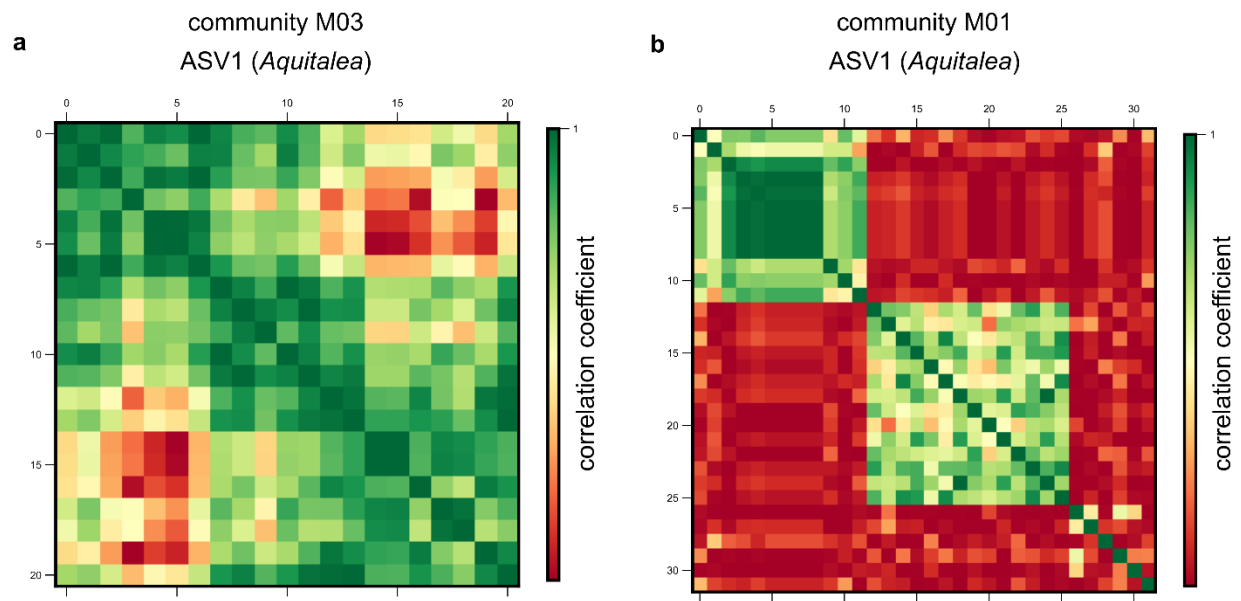 a
community M03
ASV1 (Aquitalea)
0 5 10 15 20
0
5
10
15
20
1
correlation coefficient
b
community M01
ASV1 (Aquitalea)
0 5 10 15 20 25 30
0
5
10
15
20
25
30
1
correlation coefficient